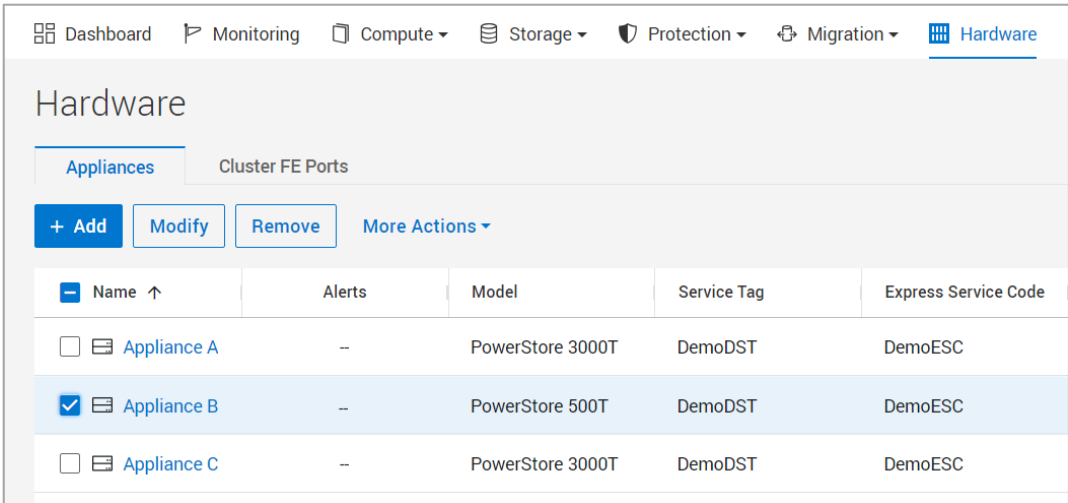 Dashboard Monitoring Compute Storage Protection Migration Hardware
Hardware
Appliances Cluster FE Ports
+ Add Modify Remove More Actions
Name ↑ Alerts Model Service Tag Express Service Code
Appliance A -- PowerStore 3000T DemoDST DemoESC
Appliance B -- PowerStore 500T DemoDST DemoESC
Appliance C -- PowerStore 3000T DemoDST DemoESC